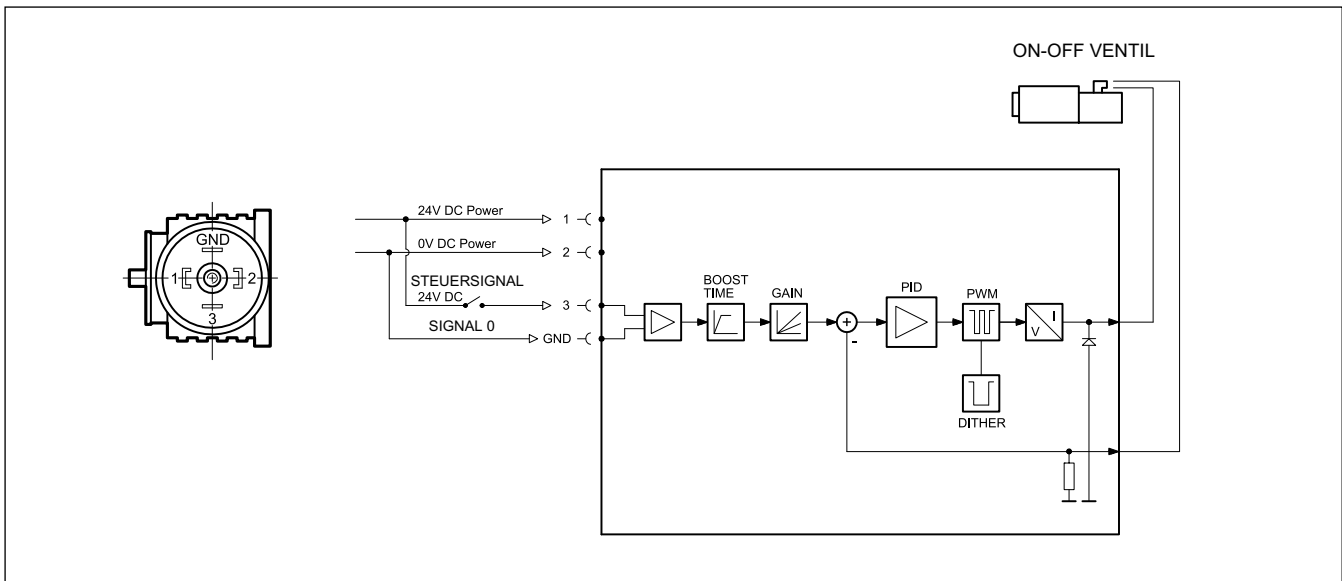 ON-OFF VENTIL
GND
1
2
3
24V DC Power
1
0V DC Power
2
STEUERSIGNAL
24V DC
3
SIGNAL 0
GND
BOOST
TIME
GAIN
PID
PWM
I
V
+
-
DITHER